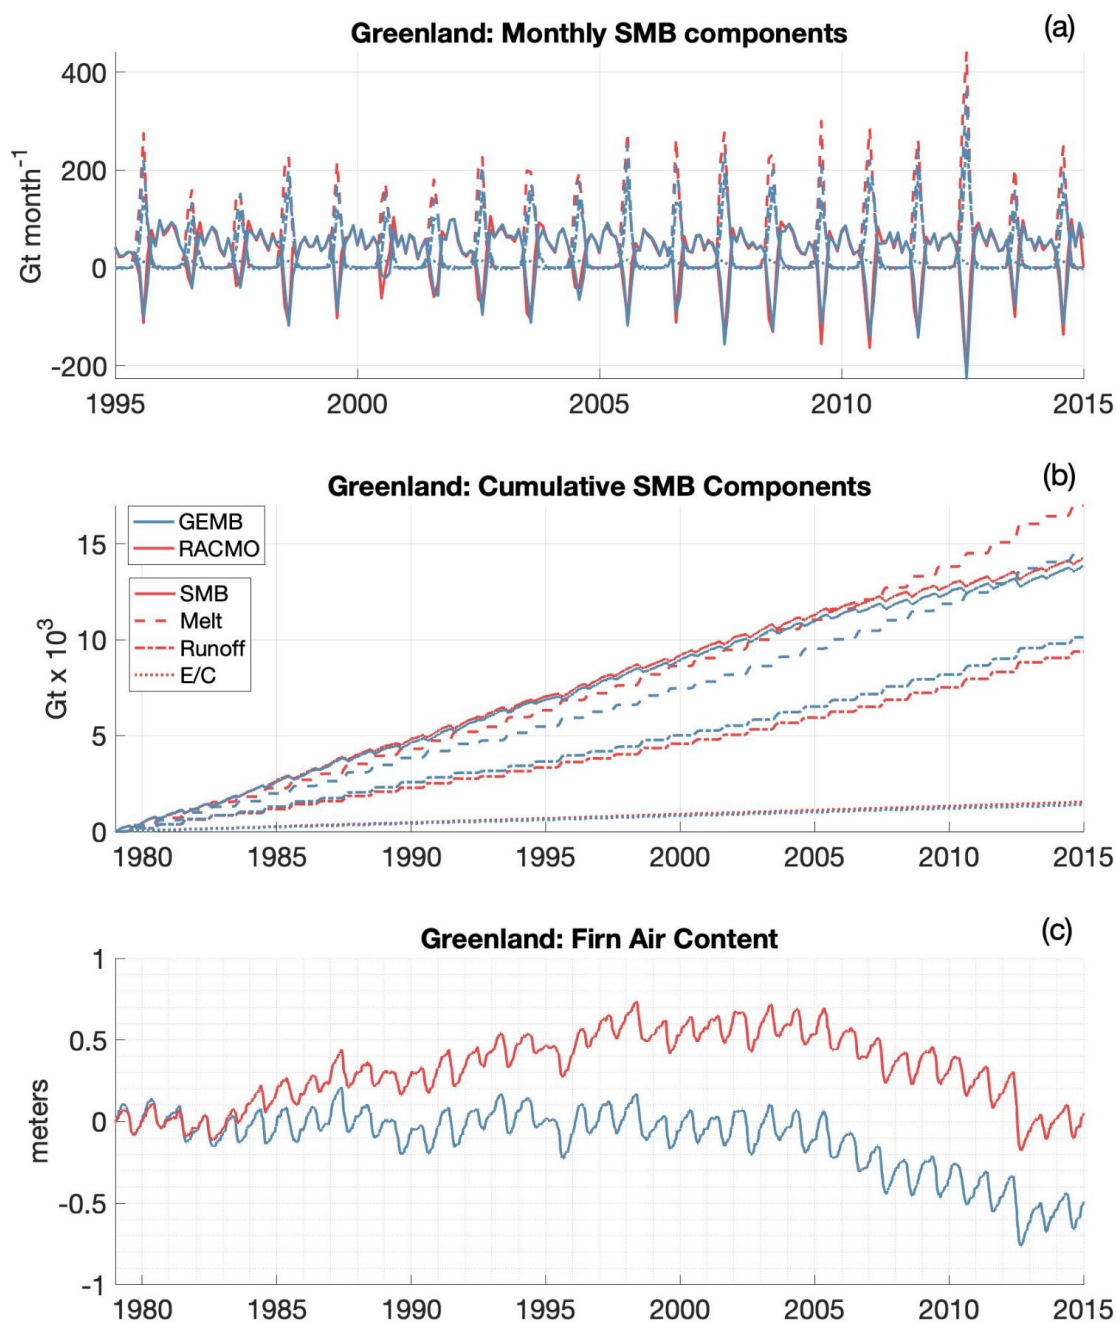 Greenland: Monthly SMB components
(a)
400
200
0
-200
Gt month⁻¹
1995 2000 2005 2010 2015
Greenland: Cumulative SMB Components
(b)
GEMB
RACMO
SMB
Melt
Runoff
E/C
15
10
5
0
Gt x 10³
1980 1985 1990 1995 2000 2005 2010 2015
Greenland: Firn Air Content
(c)
1
0.5
0
-0.5
-1
meters
1980 1985 1990 1995 2000 2005 2010 2015